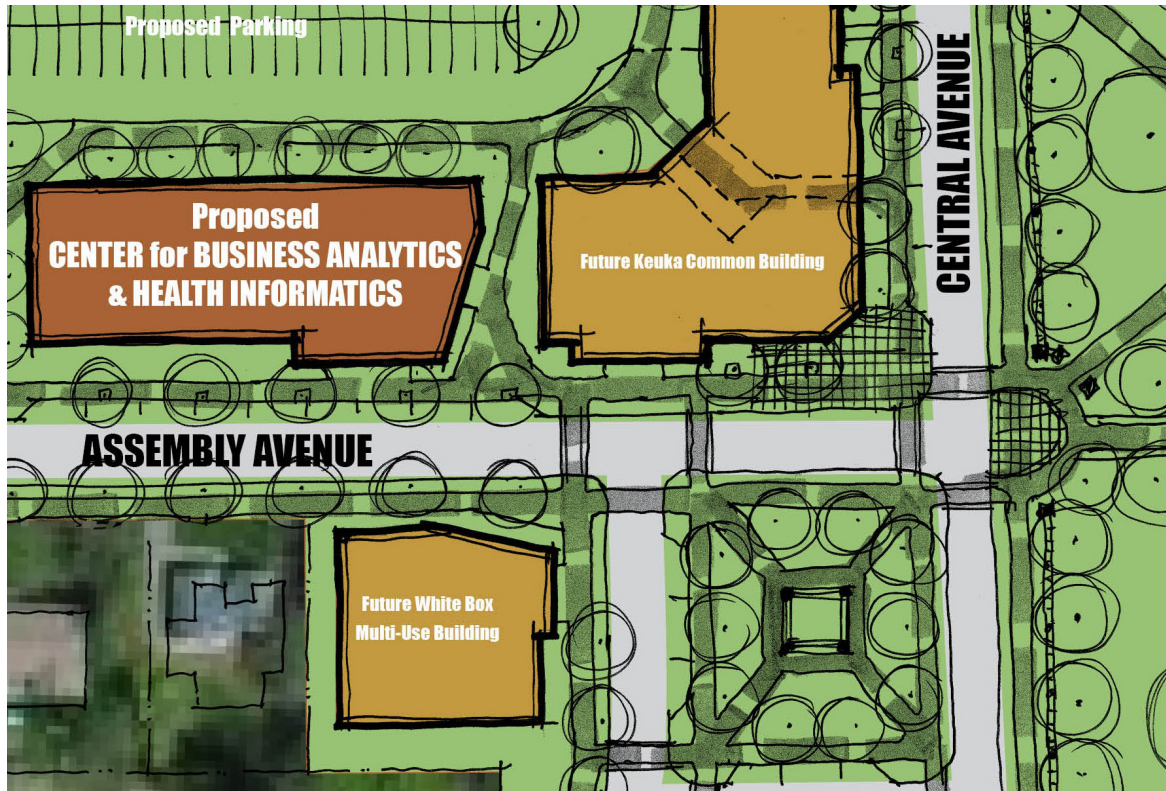 Proposed Parking
CENTRAL AVENUE
Proposed
CENTER for BUSINESS ANALYTICS
& HEALTH INFORMATICS
Future Keuka Common Building
ASSEMBLY AVENUE
Future White Box
Multi-Use Building